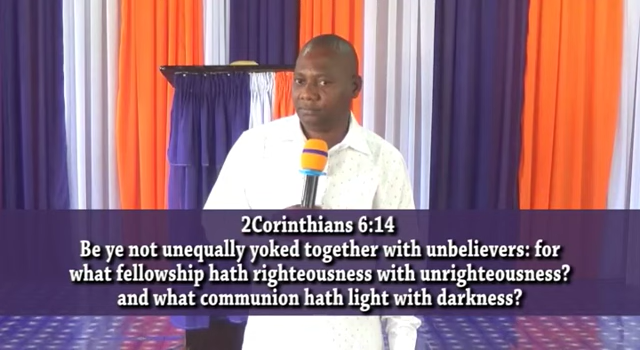 2Corinthians 6:14
Be ye not unequally yoked together with unbelievers: for
what fellowship hath righteousness with unrighteousness?
and what communion hath light with darkness?